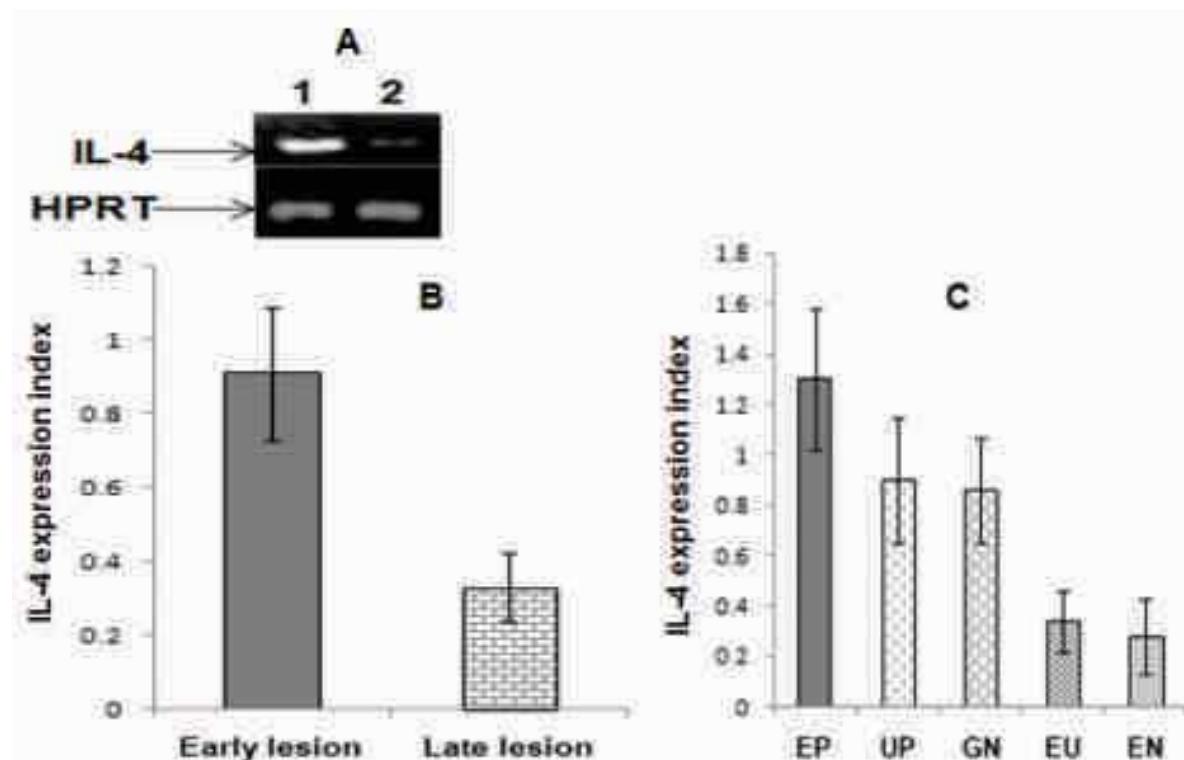 A
1 2
IL-4
HPRT
B
IL-4 expression index
1.2
1
0.8
0.6
0.4
0.2
0
Early lesion Late lesion
C
IL-4 expression index
1.8
1.6
1.4
1.2
1
0.8
0.6
0.4
0.2
0
EP UP GN EU EN